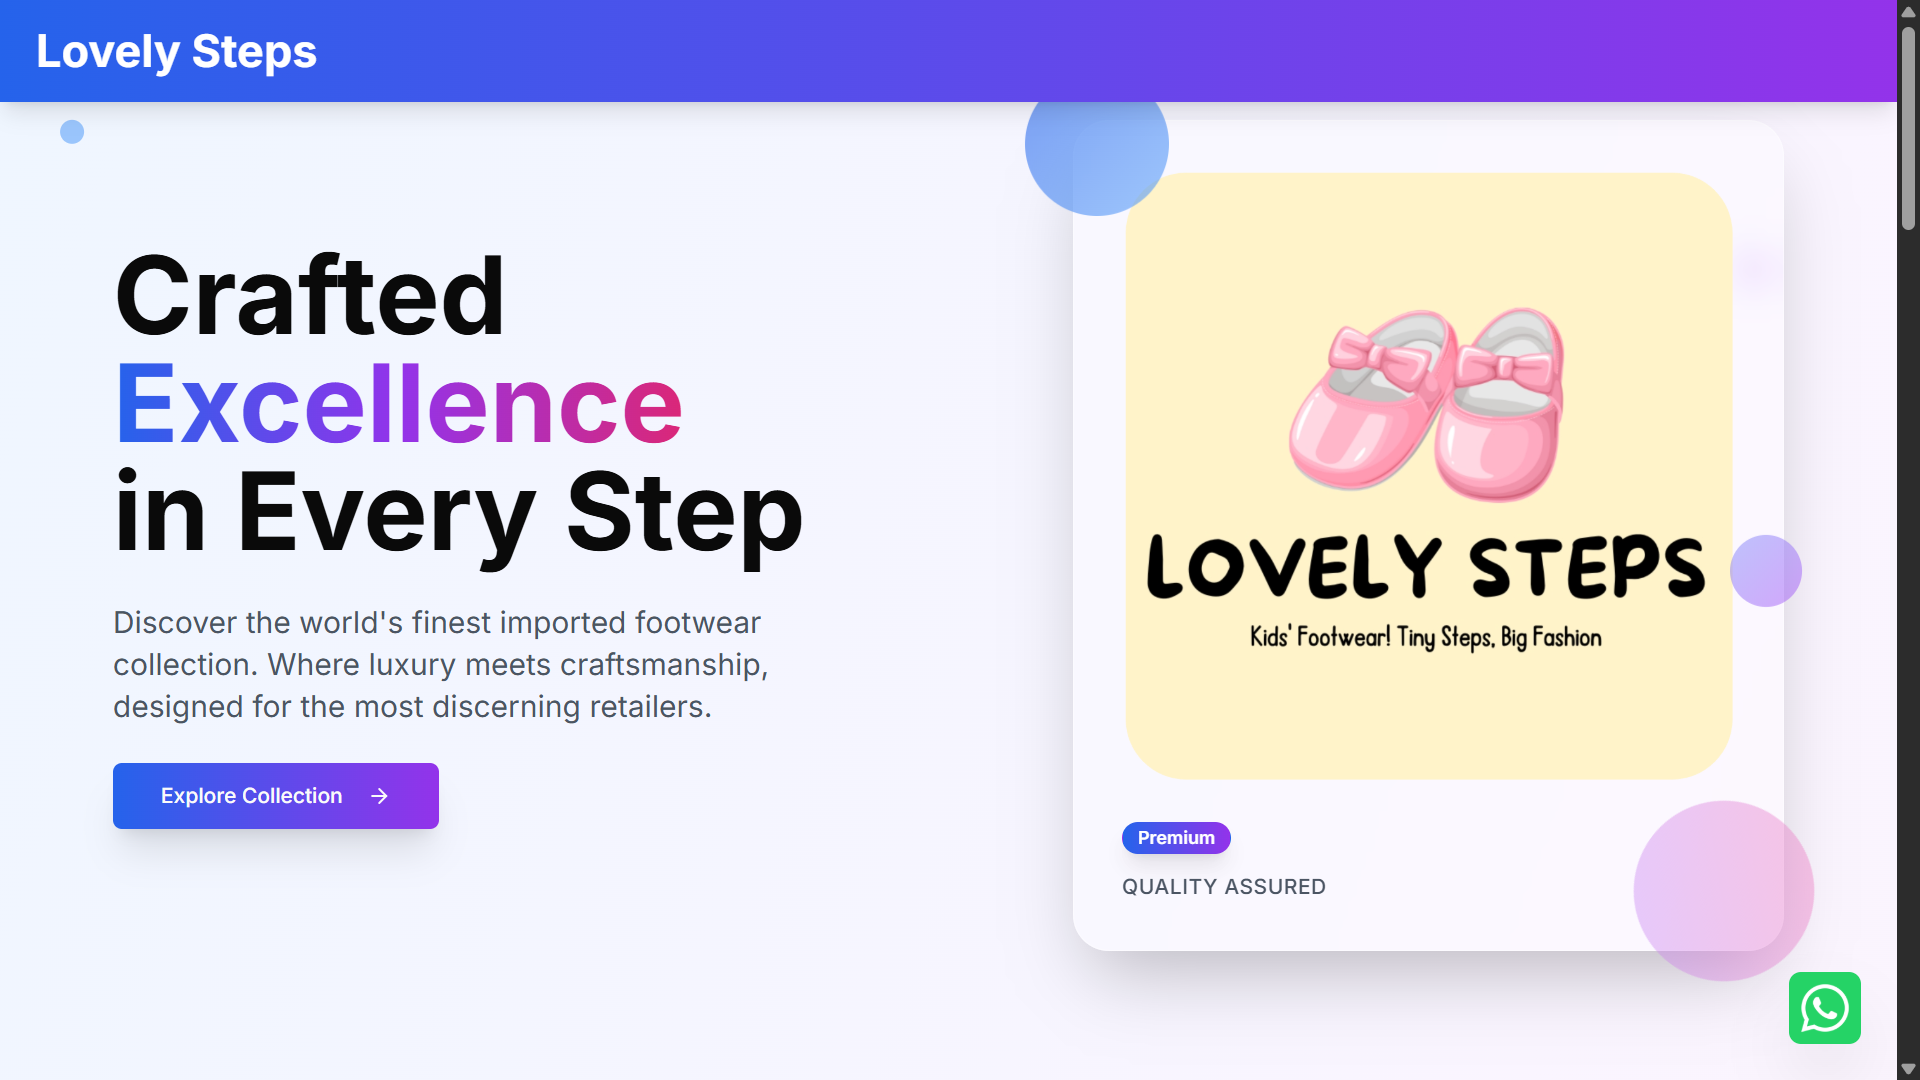 Lovely Steps
Crafted
Excellence
in Every Step
Discover the world's finest imported footwear
collection. Where luxury meets craftsmanship,
designed for the most discerning retailers.
Explore Collection
LOVELY STEPS
Kids' Footwear! Tiny Steps, Big Fashion
Premium
QUALITY ASSURED